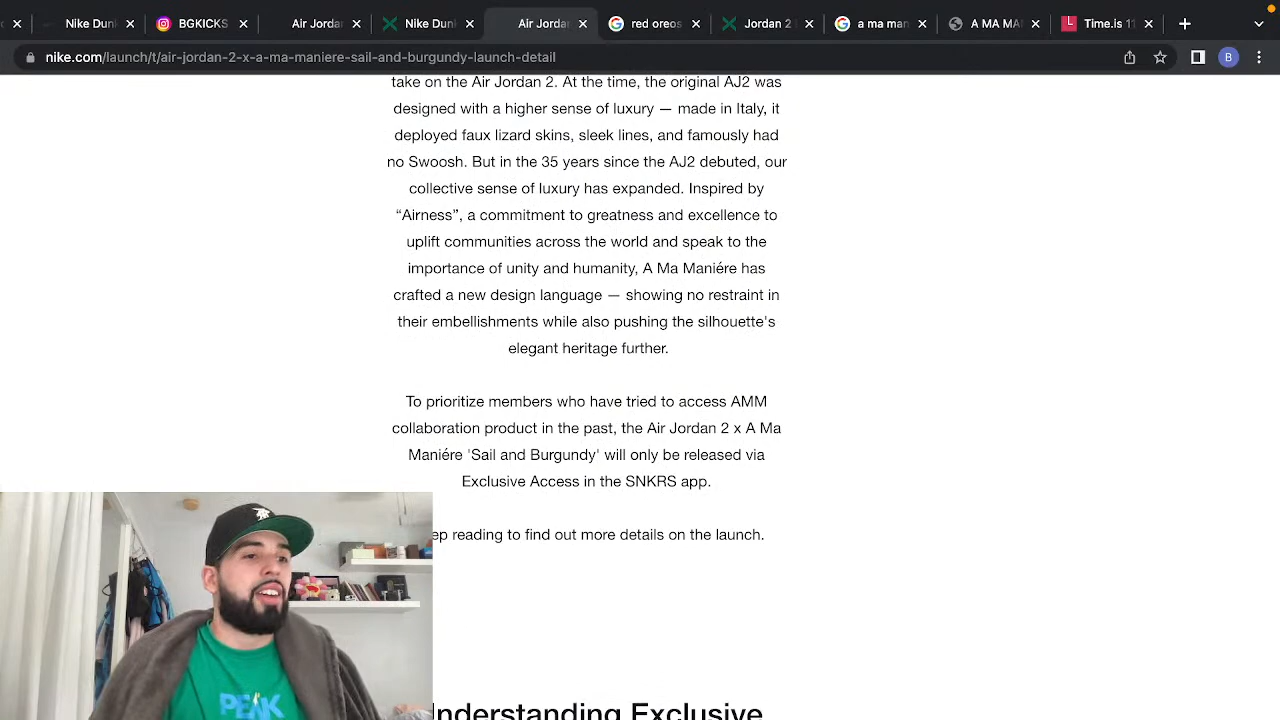 Nike Dun
BGKICKS
Air Jordar
Nike Dunk
Air Jordar
red oreos
Jordan 2
a ma man
A MA MA
Time.is 1
B
nike.com/launch/t/air-jordan-2-x-a-ma-maniere-sail-and-burgundy-launch-detail
take on the Air Jordan 2. At the time, the original AJ2 was
designed with a higher sense of luxury — made in Italy, it
deployed faux lizard skins, sleek lines, and famously had
no Swoosh. But in the 35 years since the AJ2 debuted, our
collective sense of luxury has expanded. Inspired by
“Airness”, a commitment to greatness and excellence to
uplift communities across the world and speak to the
importance of unity and humanity, A Ma Maniére has
crafted a new design language — showing no restraint in
their embellishments while also pushing the silhouette's
elegant heritage further.
To prioritize members who have tried to access AMM
collaboration product in the past, the Air Jordan 2 x A Ma
Maniére 'Sail and Burgundy' will only be released via
Exclusive Access in the SNKRS app.
ep reading to find out more details on the launch.
nderstanding Exclusive
PEAK